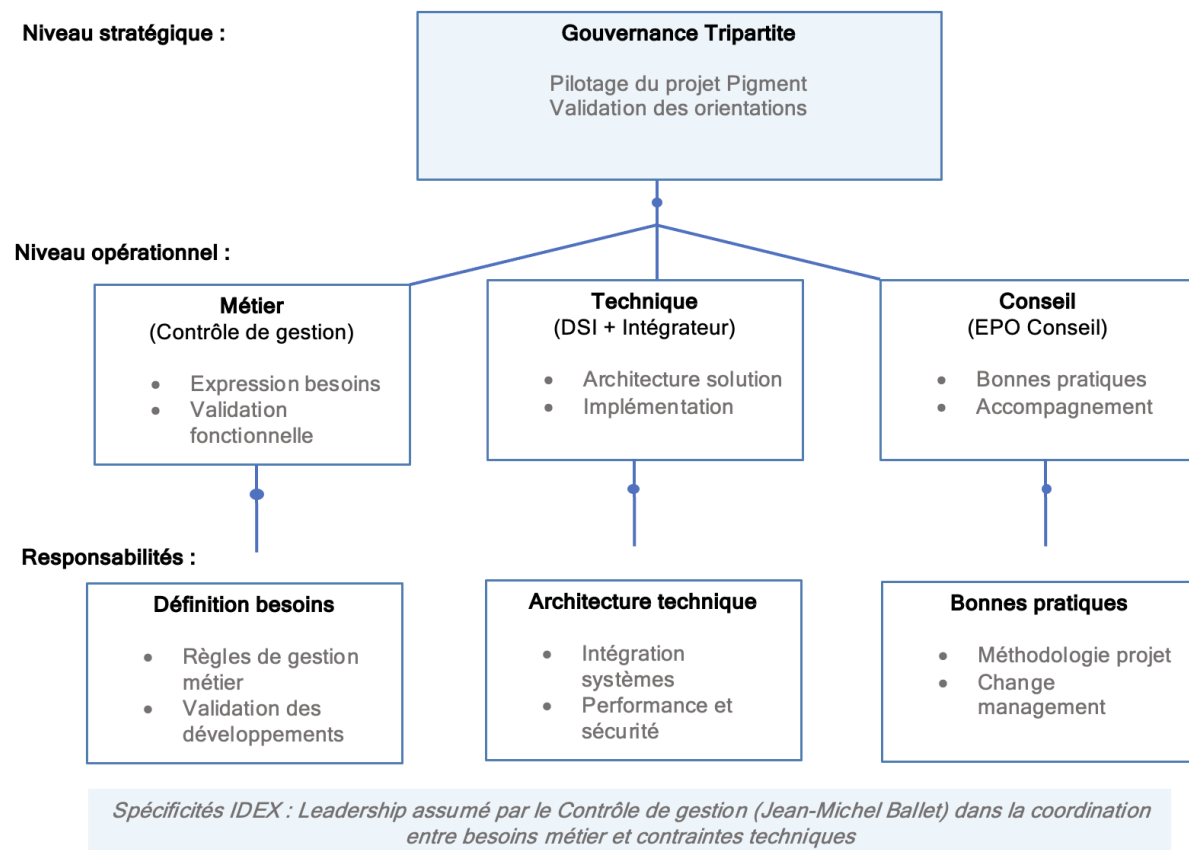 Niveau stratégique :
Gouvernance Tripartite
Pilotage du projet Pigment
Validation des orientations
Niveau opérationnel :
Métier
(Contrôle de gestion)
• Expression besoins
• Validation
fonctionnelle
Technique
(DSI + Intégrateur)
• Architecture solution
• Implémentation
Conseil
(EPO Conseil)
• Bonnes pratiques
• Accompagnement
Responsabilités :
Définition besoins
• Règles de gestion
métier
• Validation des
développements
Architecture technique
• Intégration
systèmes
• Performance et
sécurité
Bonnes pratiques
• Méthodologie projet
• Change
management
Spécificités IDEX : Leadership assumé par le Contrôle de gestion (Jean-Michel Ballet) dans la coordination
entre besoins métier et contraintes techniques